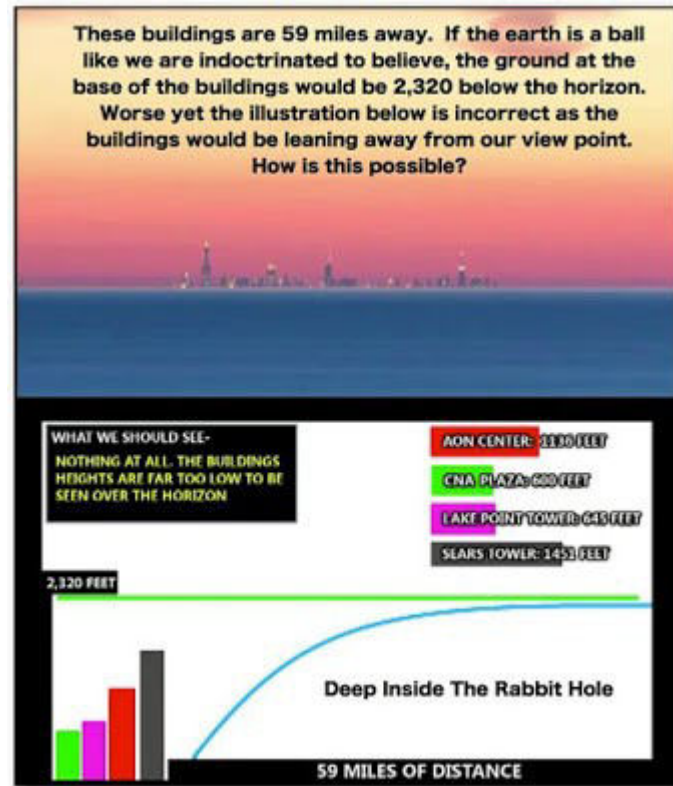 These buildings are 59 miles away. If the earth is a ball
like we are indoctrinated to believe, the ground at the
base of the buildings would be 2,320 below the horizon.
Worse yet the illustration below is incorrect as the
buildings would be leaning away from our view point.
How is this possible?
WHAT WE SHOULD SEE-
NOTHING AT ALL. THE BUILDINGS
HEIGHTS ARE FAR TOO LOW TO BE
SEEN OVER THE HORIZON
AON CENTER: 1136 FEET
CNA PLAZA: 600 FEET
LAKE POINT TOWER: 645 FEET
SEARS TOWER: 1451 FEET
2,320 FEET
Deep Inside The Rabbit Hole
59 MILES OF DISTANCE